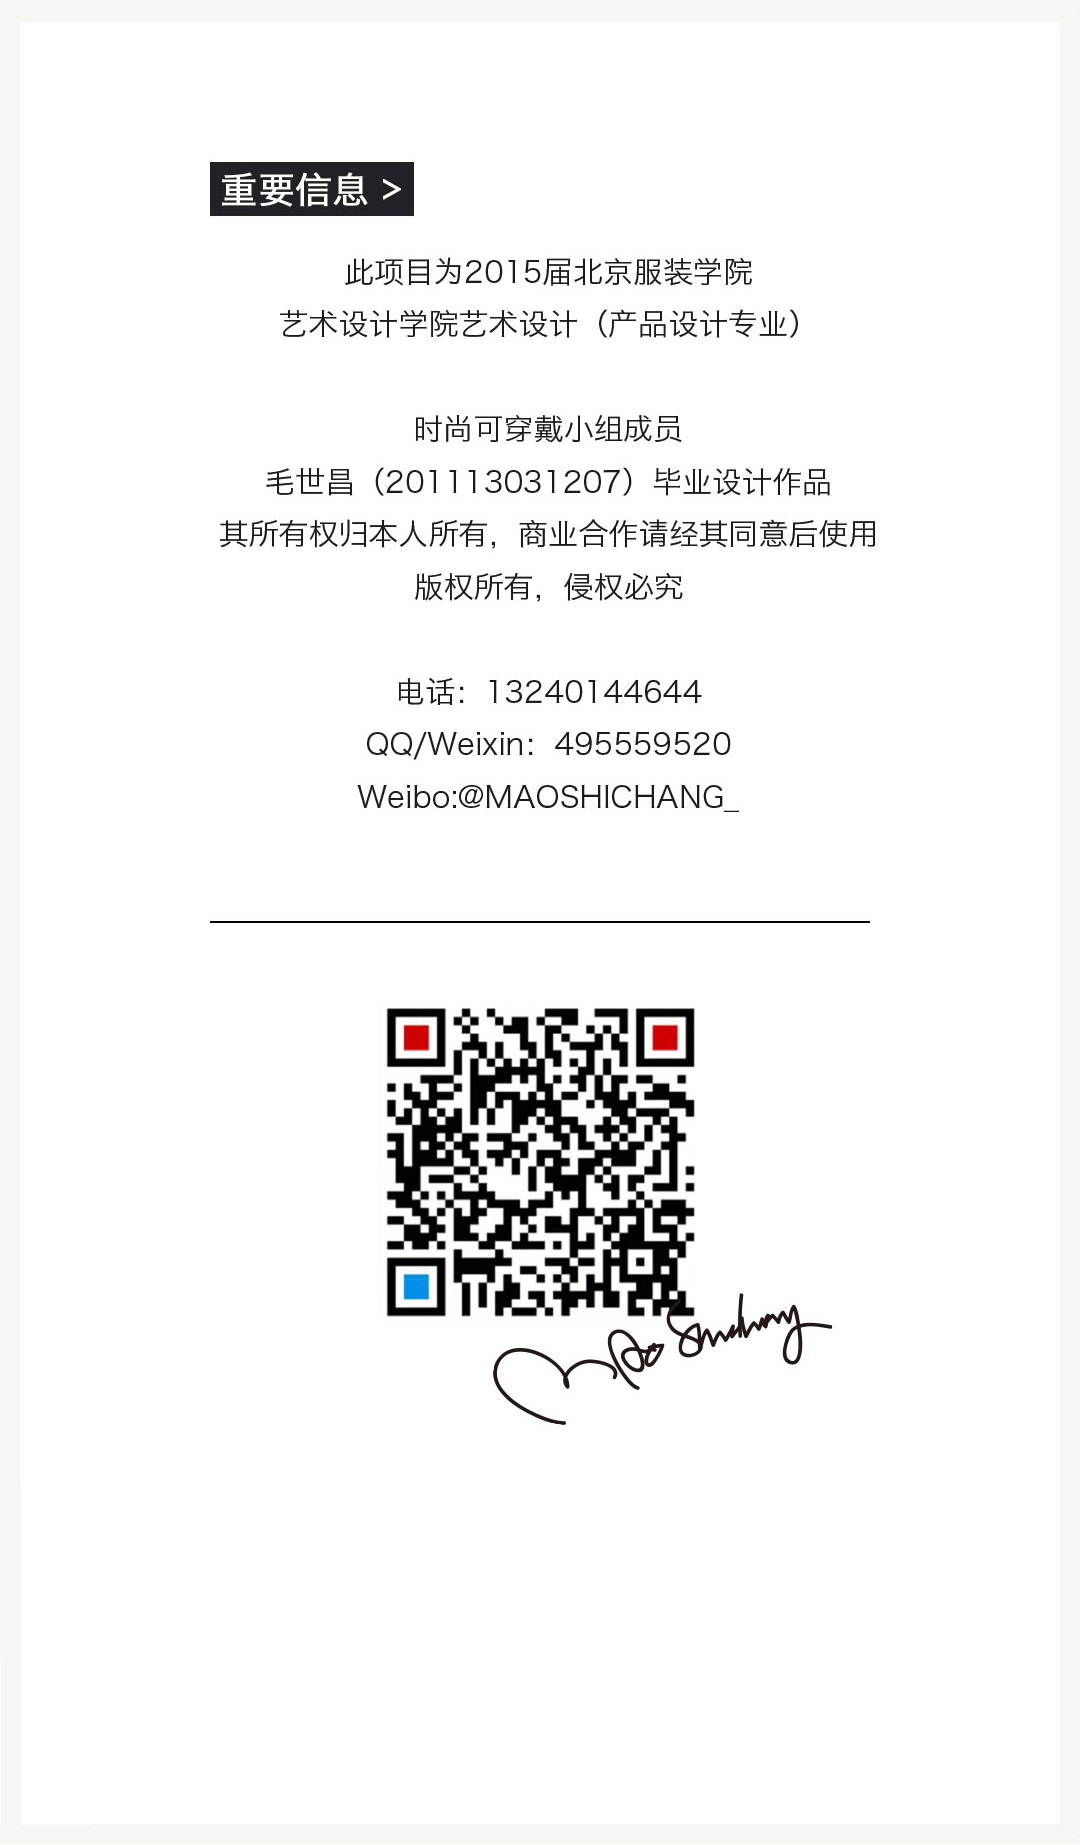 重要信息 >
此项目为2015届北京服装学院
艺术设计学院艺术设计（产品设计专业）
时尚可穿戴小组成员
毛世昌（201113031207）毕业设计作品
其所有权归本人所有，商业合作请经其同意后使用
版权所有，侵权必究
电话：13240144644
QQ/Weixin：495559520
Weibo:@MAOSHICHANG_